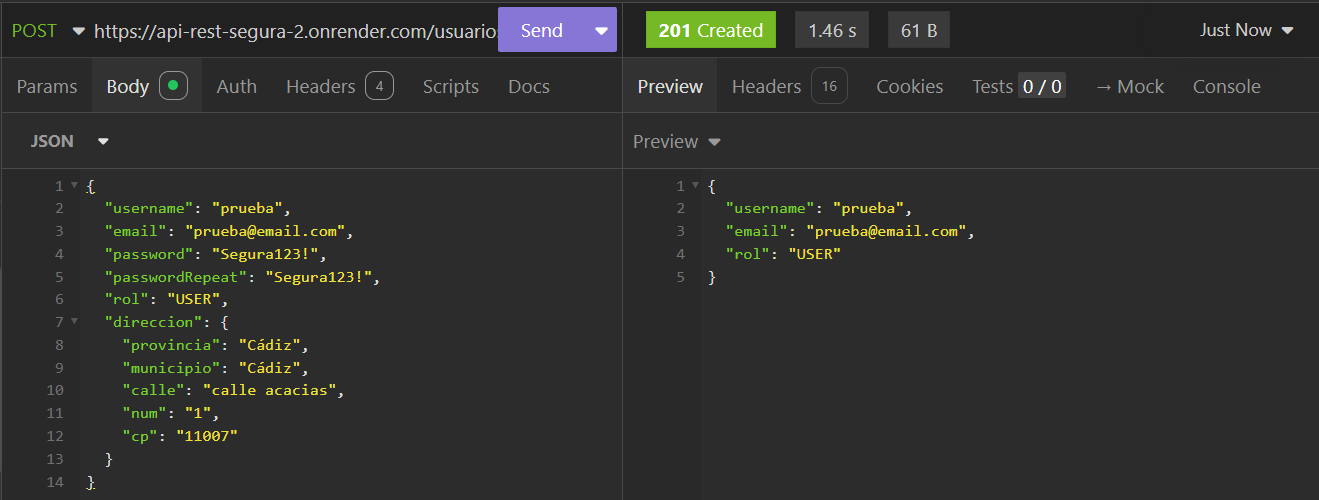 POST https://api-rest-segura-2.onrender.com/usuarios Send
201 Created 1.46 s 61 B Just Now
Params Body Auth Headers 4 Scripts Docs
Preview Headers 16 Cookies Tests 0 / 0 → Mock Console
JSON
Preview
1 {
2 "username": "prueba",
3 "email": "prueba@email.com",
4 "password": "Segura123!",
5 "passwordRepeat": "Segura123!",
6 "rol": "USER",
7 "direccion": {
8 "provincia": "Cádiz",
9 "municipio": "Cádiz",
10 "calle": "calle acacias",
11 "num": "1",
12 "cp": "11007"
13 }
14 }
1 {
2 "username": "prueba",
3 "email": "prueba@email.com",
4 "rol": "USER"
5 }